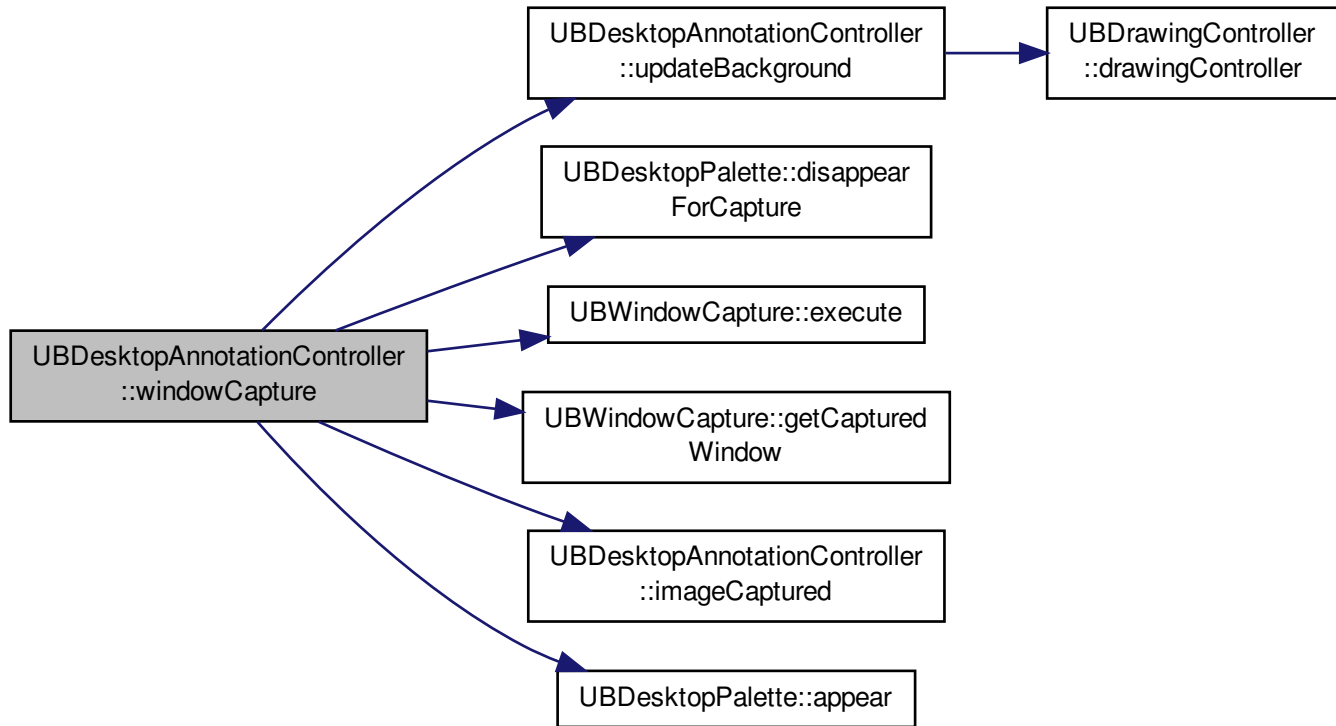 UBDesktopAnnotationController
::updateBackground
UBDrawingController
::drawingController
UBDesktopPalette::disappear
ForCapture
UBWindowCapture::execute
UBDesktopAnnotationController
::windowCapture
UBWindowCapture::getCaptured
Window
UBDesktopAnnotationController
::imageCaptured
UBDesktopPalette::appear